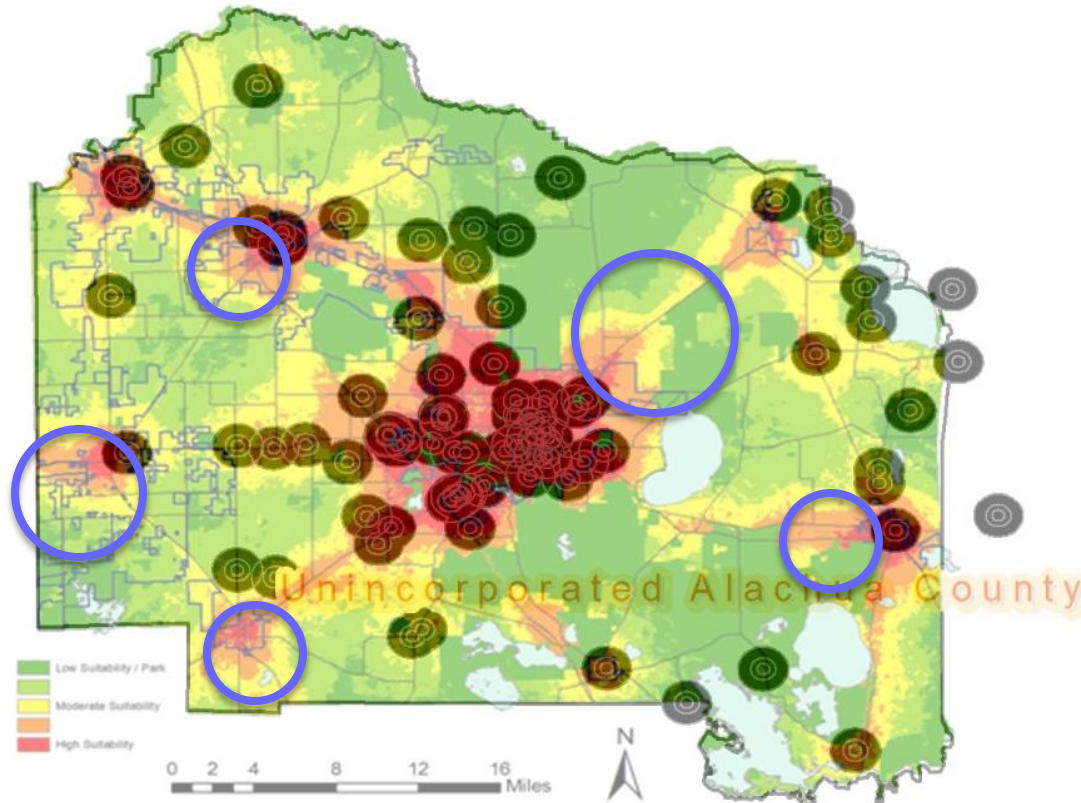 Unincorporated Alachua County
Low Suitability / Park
Moderate Suitability
High Suitability
N
0 2 4 8 12 16
Miles